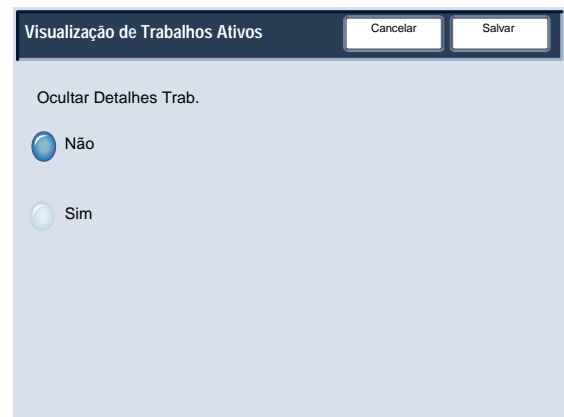 Visualização de Trabalhos Ativos Cancelar Salvar
Ocultar Detalhes Trab.
Não
Sim